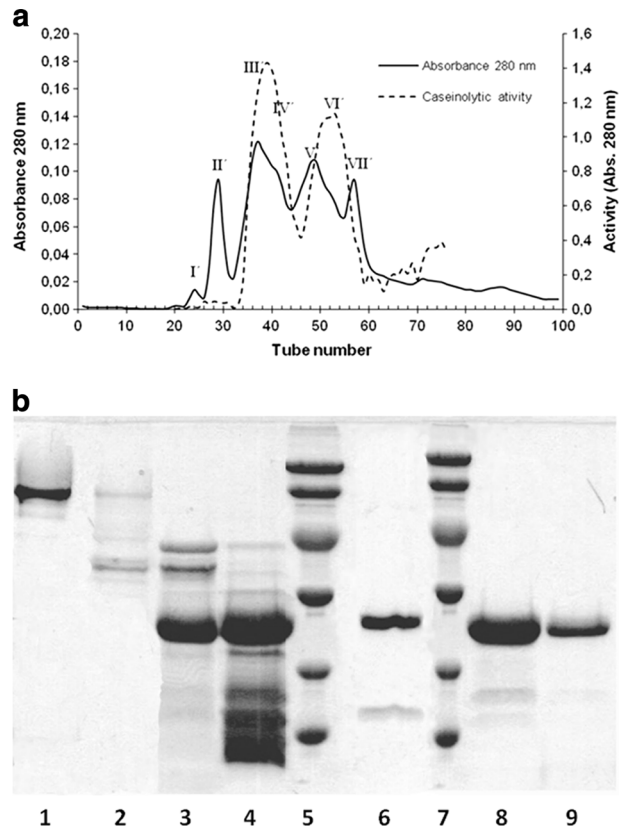 a
0,20
0,18
0,16
0,14
0,12
0,10
0,08
0,06
0,04
0,02
0,00
Absorbance 280 nm
1,6
1,4
1,2
1,0
0,8
0,6
0,4
0,2
0,0
Activity (Abs. 280 nm)
Absorbance 280 nm
Caseinolytic ativity
I´
II´
III´
IV´
V´
VI´
VII´
0 10 20 30 40 50 60 70 80 90 100
Tube number
b
1 2 3 4 5 6 7 8 9